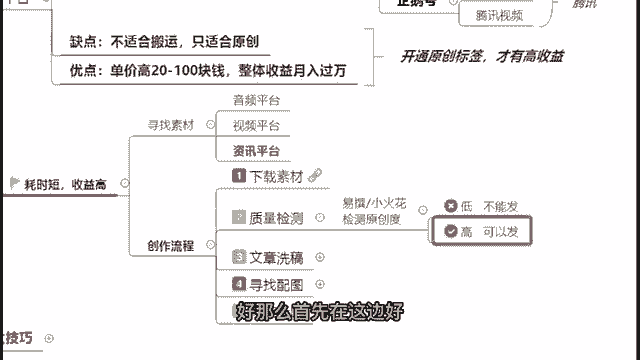 企鹅号
腾讯视频
腾讯
缺点：不适合搬运，只适合原创
优点：单价高20-100块钱，整体收益月入过万
开通原创标签，才有高收益
音频平台
寻找素材
视频平台
资讯平台
耗时短，收益高
1 下载素材
2 质量检测
易撰/小火花
检测原创度
低 不能发
高 可以发
创作流程
3 文章洗稿
4 寻找配图
好那么首先在这边好
技巧